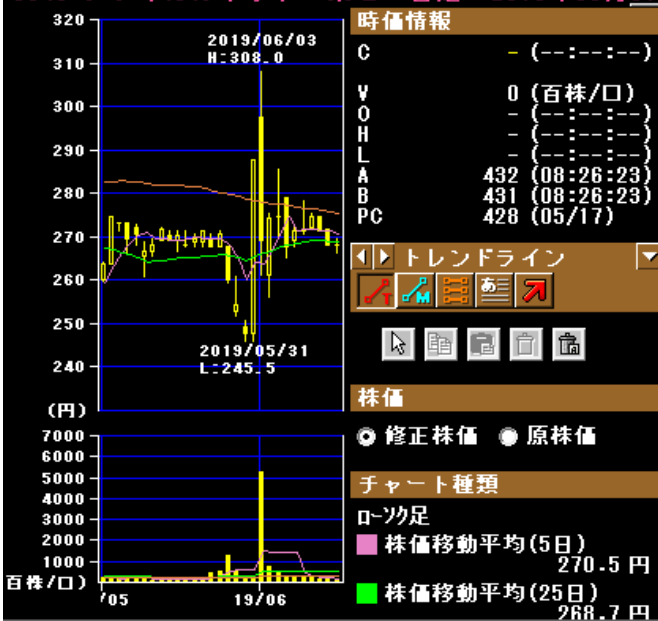 320
310
300
290
280
270
260
250
240
(円)
2019/06/03
H:308.0
2019/05/31
L:245.5
7000
6000
5000
4000
3000
2000
1000
百株/口)
/05
19/06
時価情報
C - (--:--:--)
V 0 (百株/口)
O - (--:--:--)
H - (--:--:--)
L - (--:--:--)
A 432 (08:26:23)
B 431 (08:26:23)
PC 428 (05/17)
トレンドライン
T
M
あ
株価
修正株価 原株価
チャート種類
ローソク足
株価移動平均(5日)
270.5 円
株価移動平均(25日)
268.7 円